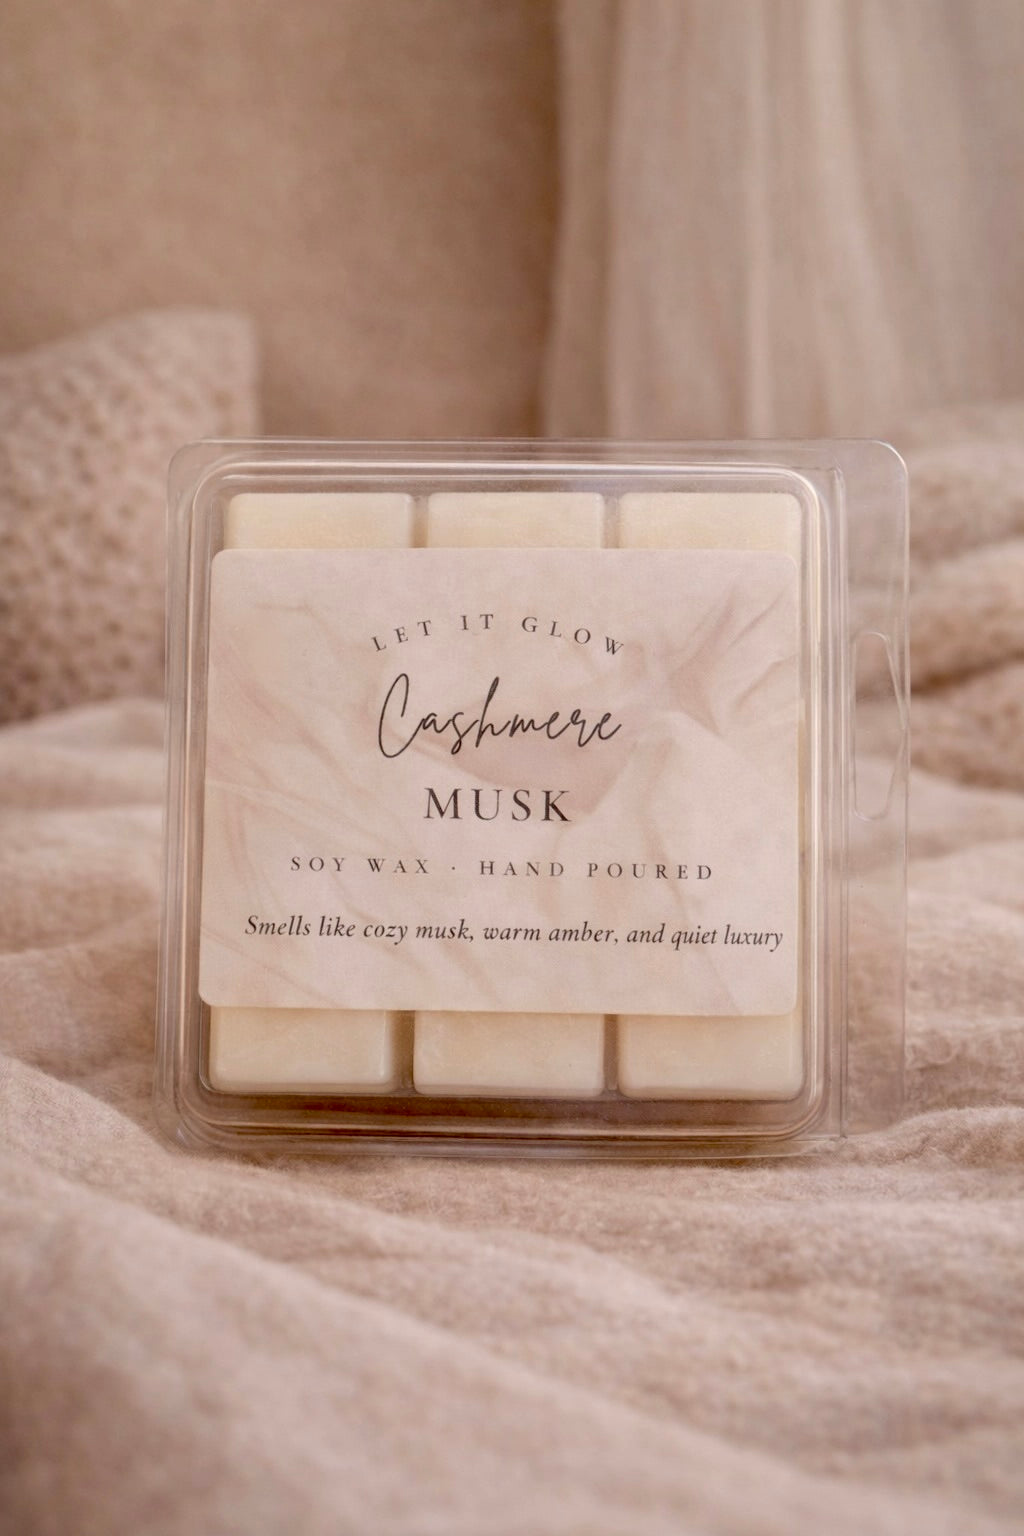 LET IT GLOW
Cashmere
MUSK
SOY WAX · HAND POURED
Smells like cozy musk, warm amber, and quiet luxury